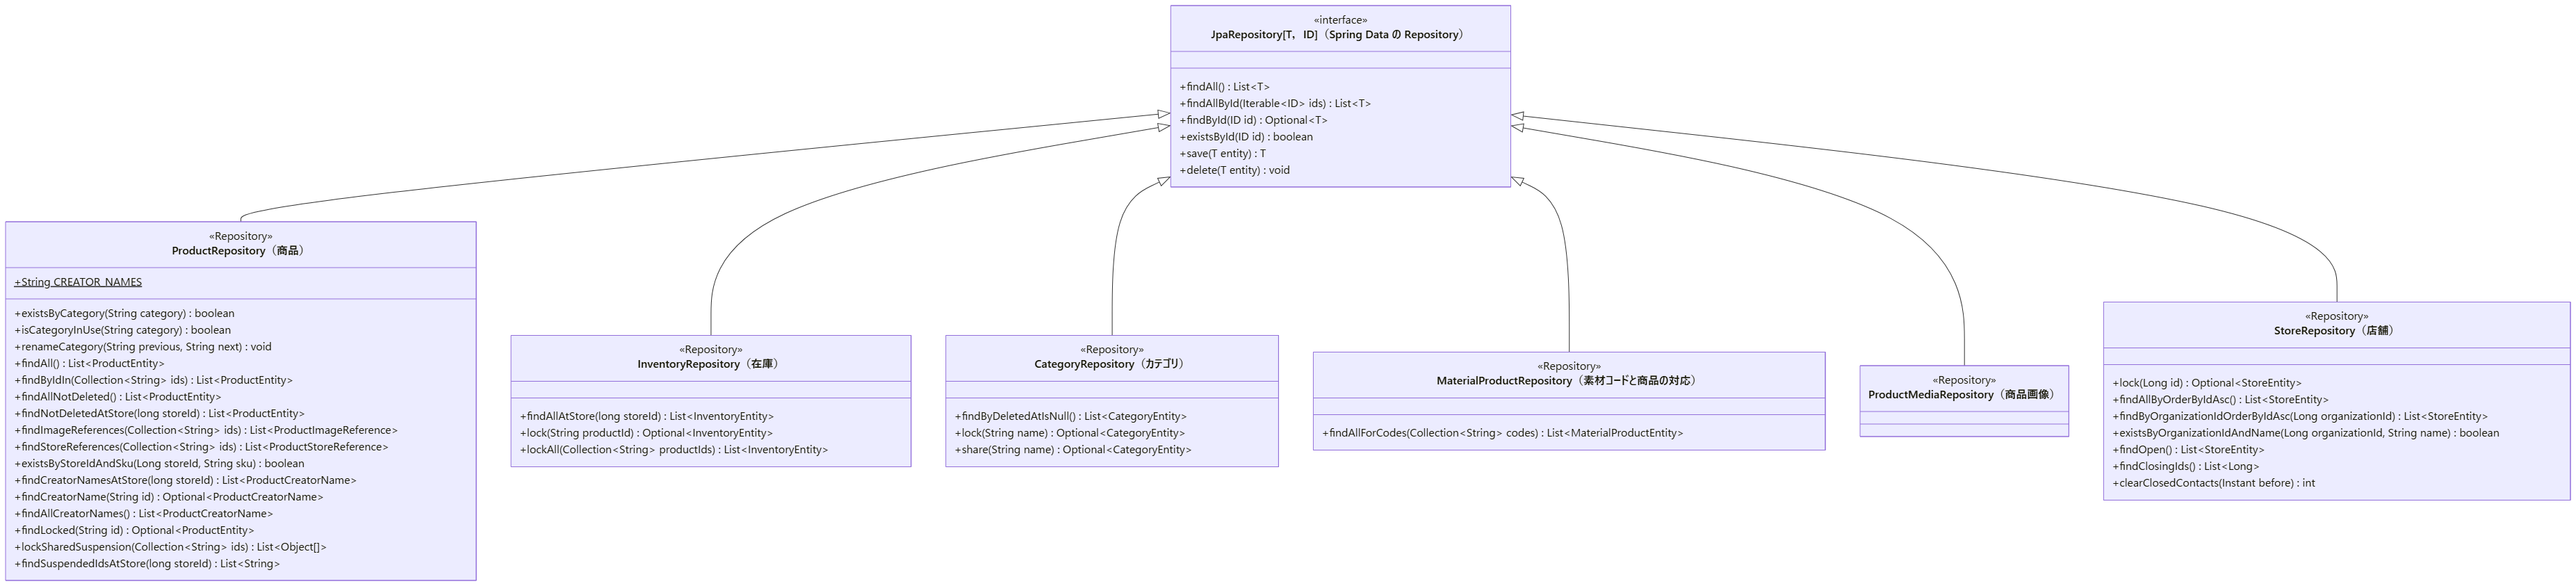 «interface»
JpaRepository[T, ID]（Spring Data の Repository）
+findAll() : List<T>
+findAllById(Iterable<ID> ids) : List<T>
+findById(ID id) : Optional<T>
+existsById(ID id) : boolean
+save(T entity) : T
+delete(T entity) : void
«Repository»
ProductRepository（商品）
+String CREATOR_NAMES
+existsByCategory(String category) : boolean
+isCategoryInUse(String category) : boolean
+renameCategory(String previous, String next) : void
+findAll() : List<ProductEntity>
+findByIdIn(Collection<String> ids) : List<ProductEntity>
+findAllNotDeleted() : List<ProductEntity>
+findNotDeletedAtStore(long storeId) : List<ProductEntity>
+findImageReferences(Collection<String> ids) : List<ProductImageReference>
+findStoreReferences(Collection<String> ids) : List<ProductStoreReference>
+existsByStoreIdAndSku(Long storeId, String sku) : boolean
+findCreatorNamesAtStore(long storeId) : List<ProductCreatorName>
+findCreatorName(String id) : Optional<ProductCreatorName>
+findAllCreatorNames() : List<ProductCreatorName>
+findLocked(String id) : Optional<ProductEntity>
+lockSharedSuspension(Collection<String> ids) : List<Object[]>
+findSuspendedIdsAtStore(long storeId) : List<String>
«Repository»
InventoryRepository（在庫）
+findAllAtStore(long storeId) : List<InventoryEntity>
+lock(String productId) : Optional<InventoryEntity>
+lockAll(Collection<String> productIds) : List<InventoryEntity>
«Repository»
CategoryRepository（カテゴリ）
+findByDeletedAtIsNull() : List<CategoryEntity>
+lock(String name) : Optional<CategoryEntity>
+share(String name) : Optional<CategoryEntity>
«Repository»
MaterialProductRepository（素材コードと商品の対応）
+findAllForCodes(Collection<String> codes) : List<MaterialProductEntity>
«Repository»
ProductMediaRepository（商品画像）
«Repository»
StoreRepository（店舗）
+lock(Long id) : Optional<StoreEntity>
+findAllByOrderByIdAsc() : List<StoreEntity>
+findByOrganizationIdOrderByIdAsc(Long organizationId) : List<StoreEntity>
+existsByOrganizationIdAndName(Long organizationId, String name) : boolean
+findOpen() : List<StoreEntity>
+findClosingIds() : List<Long>
+clearClosedContacts(Instant before) : int